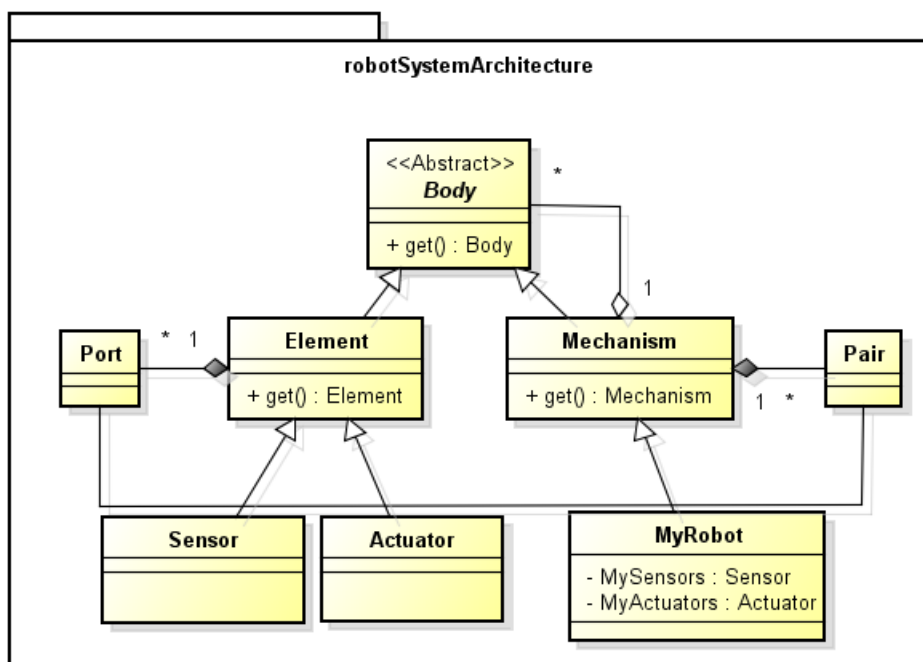 robotSystemArchitecture
<<Abstract>>
Body
+ get() : Body
*
1
Port
* 1
Element
+ get() : Element
Mechanism
+ get() : Mechanism
1 *
Pair
Sensor
Actuator
MyRobot
- MySensors : Sensor
- MyActuators : Actuator